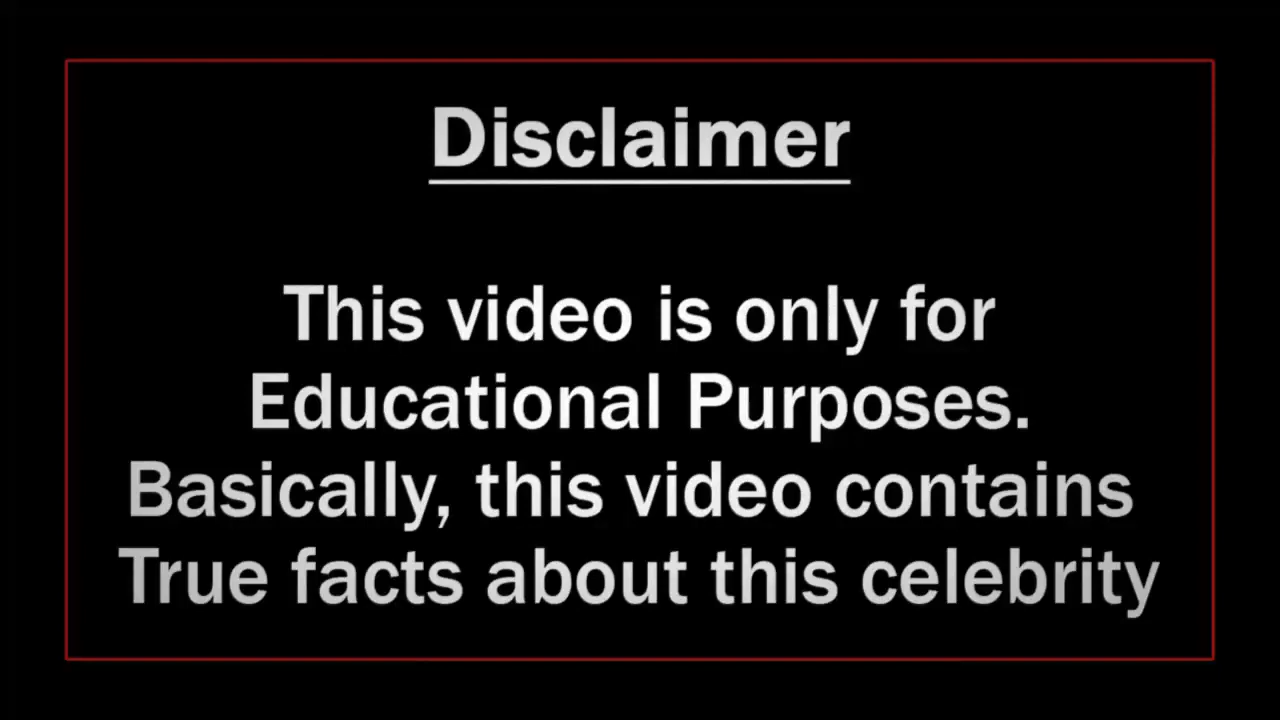 Disclaimer
This video is only for
Educational Purposes.
Basically, this video contains
True facts about this celebrity